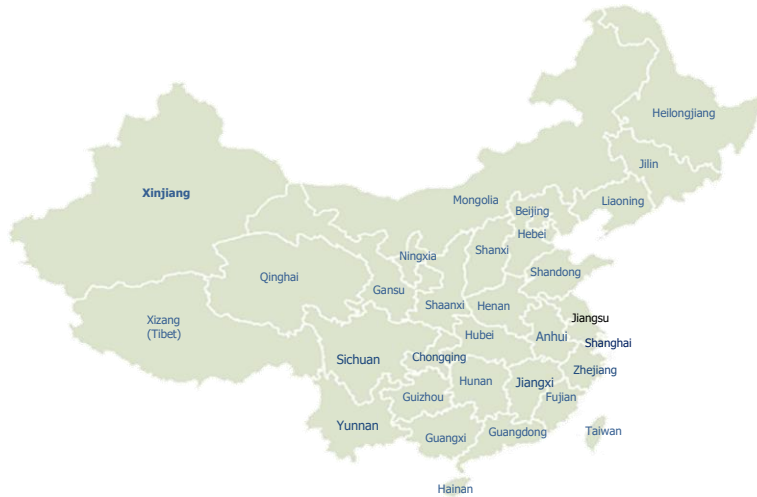 Heilongjiang
Jilin
Xinjiang
Mongolia
Liaoning
Beijing
Hebei
Ningxia
Shanxi
Shandong
Qinghai
Gansu
Shaanxi
Henan
Xizang
(Tibet)
Jiangsu
Hubei
Anhui
Shanghai
Sichuan
Chongqing
Zhejiang
Hunan
Jiangxi
Guizhou
Fujian
Yunnan
Guangxi
Guangdong
Taiwan
Hainan